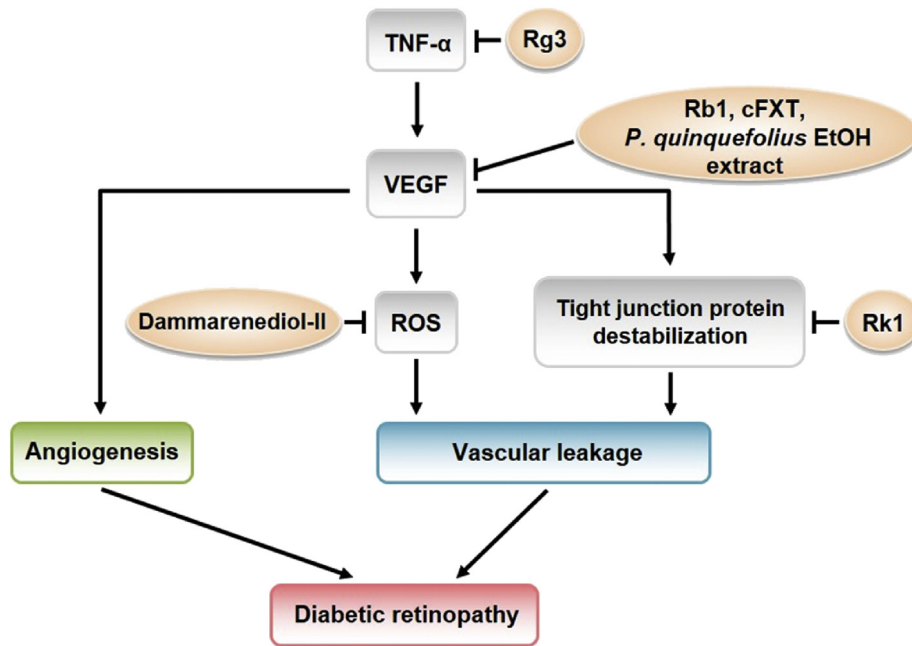 TNF-α
Rg3
Rb1, cFXT,
P. quinquefolius EtOH
extract
VEGF
Dammarenediol-II
ROS
Tight junction protein
destabilization
Rk1
Angiogenesis
Vascular leakage
Diabetic retinopathy